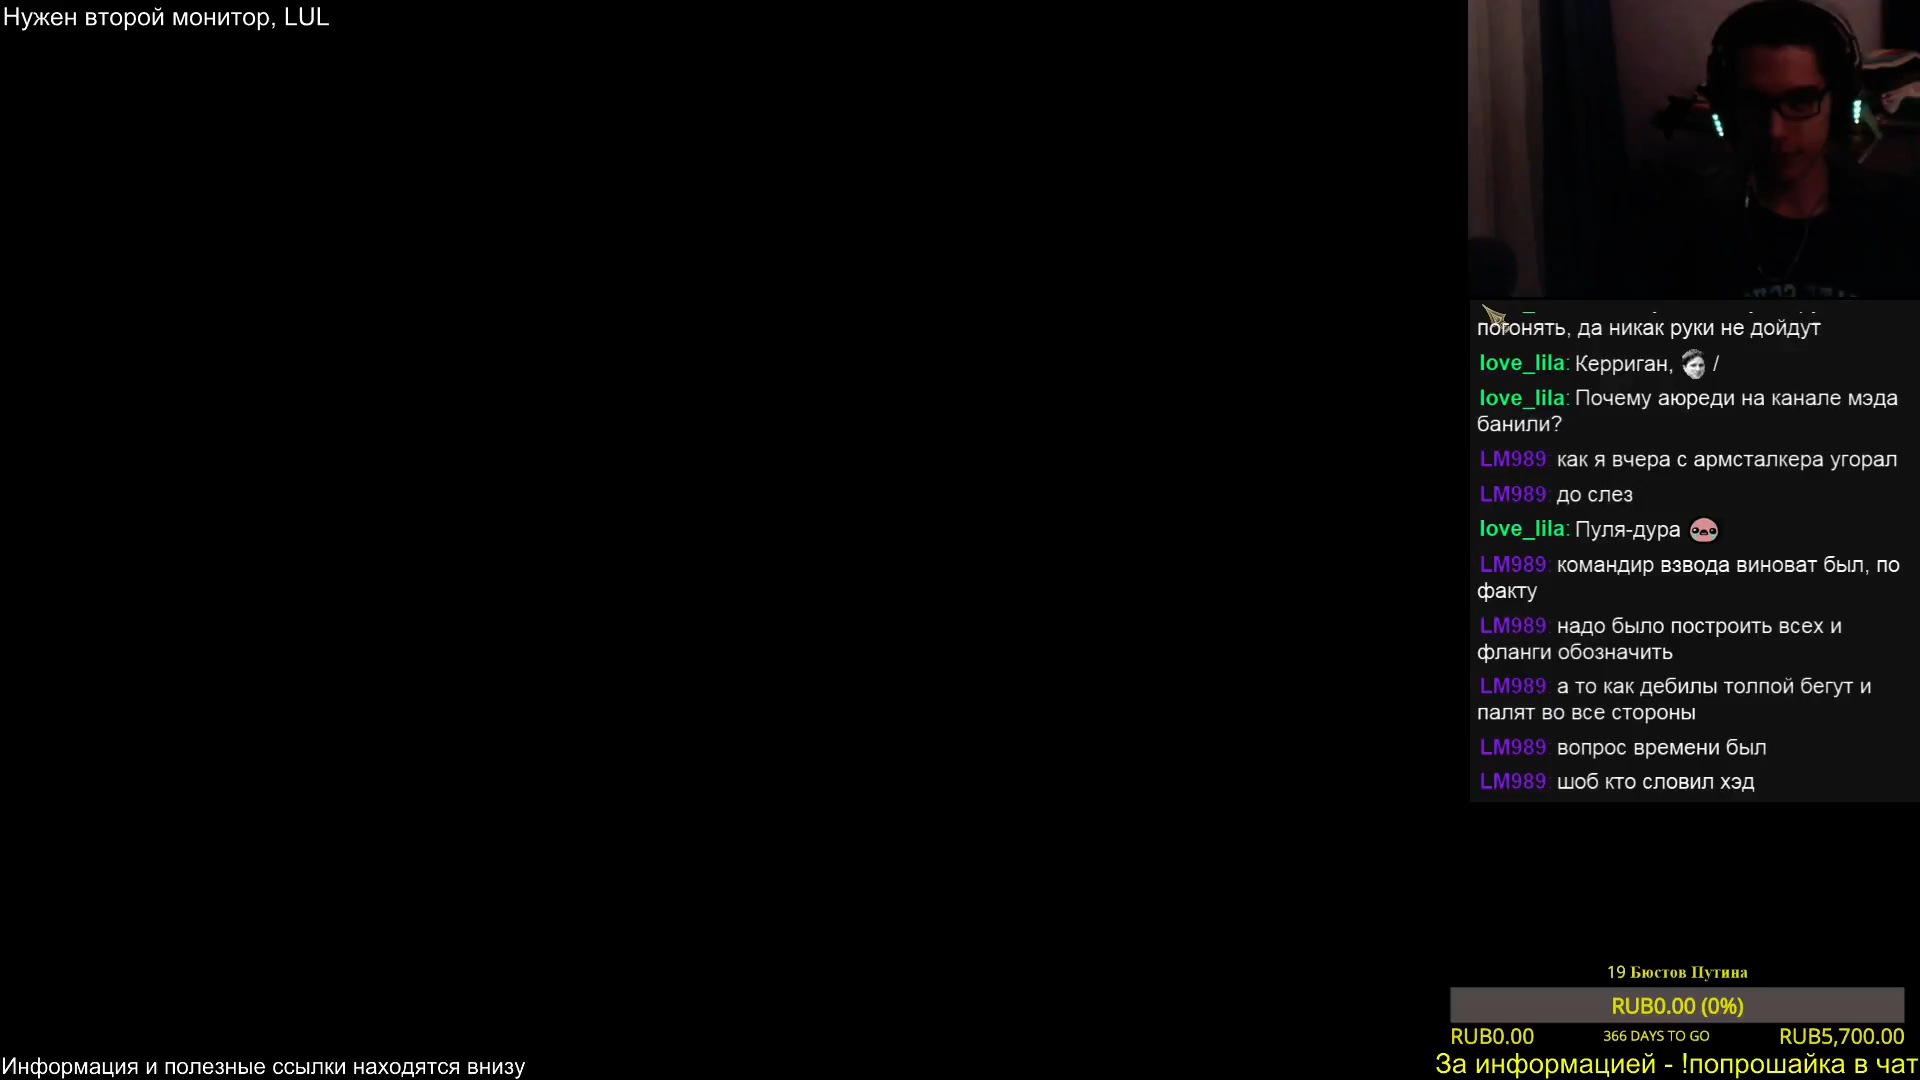 Нужен второй монитор, LUL
погонять, да никак руки не дойдут
love_lila: Керриган, /
love_lila: Почему аюреди на канале мэда
банили?
LM989: как я вчера с армсталкера угорал
LM989: до слез
love_lila: Пуля-дура
LM989: командир взвода виноват был, по
факту
LM989: надо было построить всех и
фланги обозначить
LM989: а то как дебилы толпой бегут и
палят во все стороны
LM989: вопрос времени был
LM989: шоб кто словил хэд
19 Бюстов Путина
RUB0.00 (0%)
RUB0.00 366 DAYS TO GO RUB5,700.00
Информация и полезные ссылки находятся внизу
За информацией - !попрошайка в чат